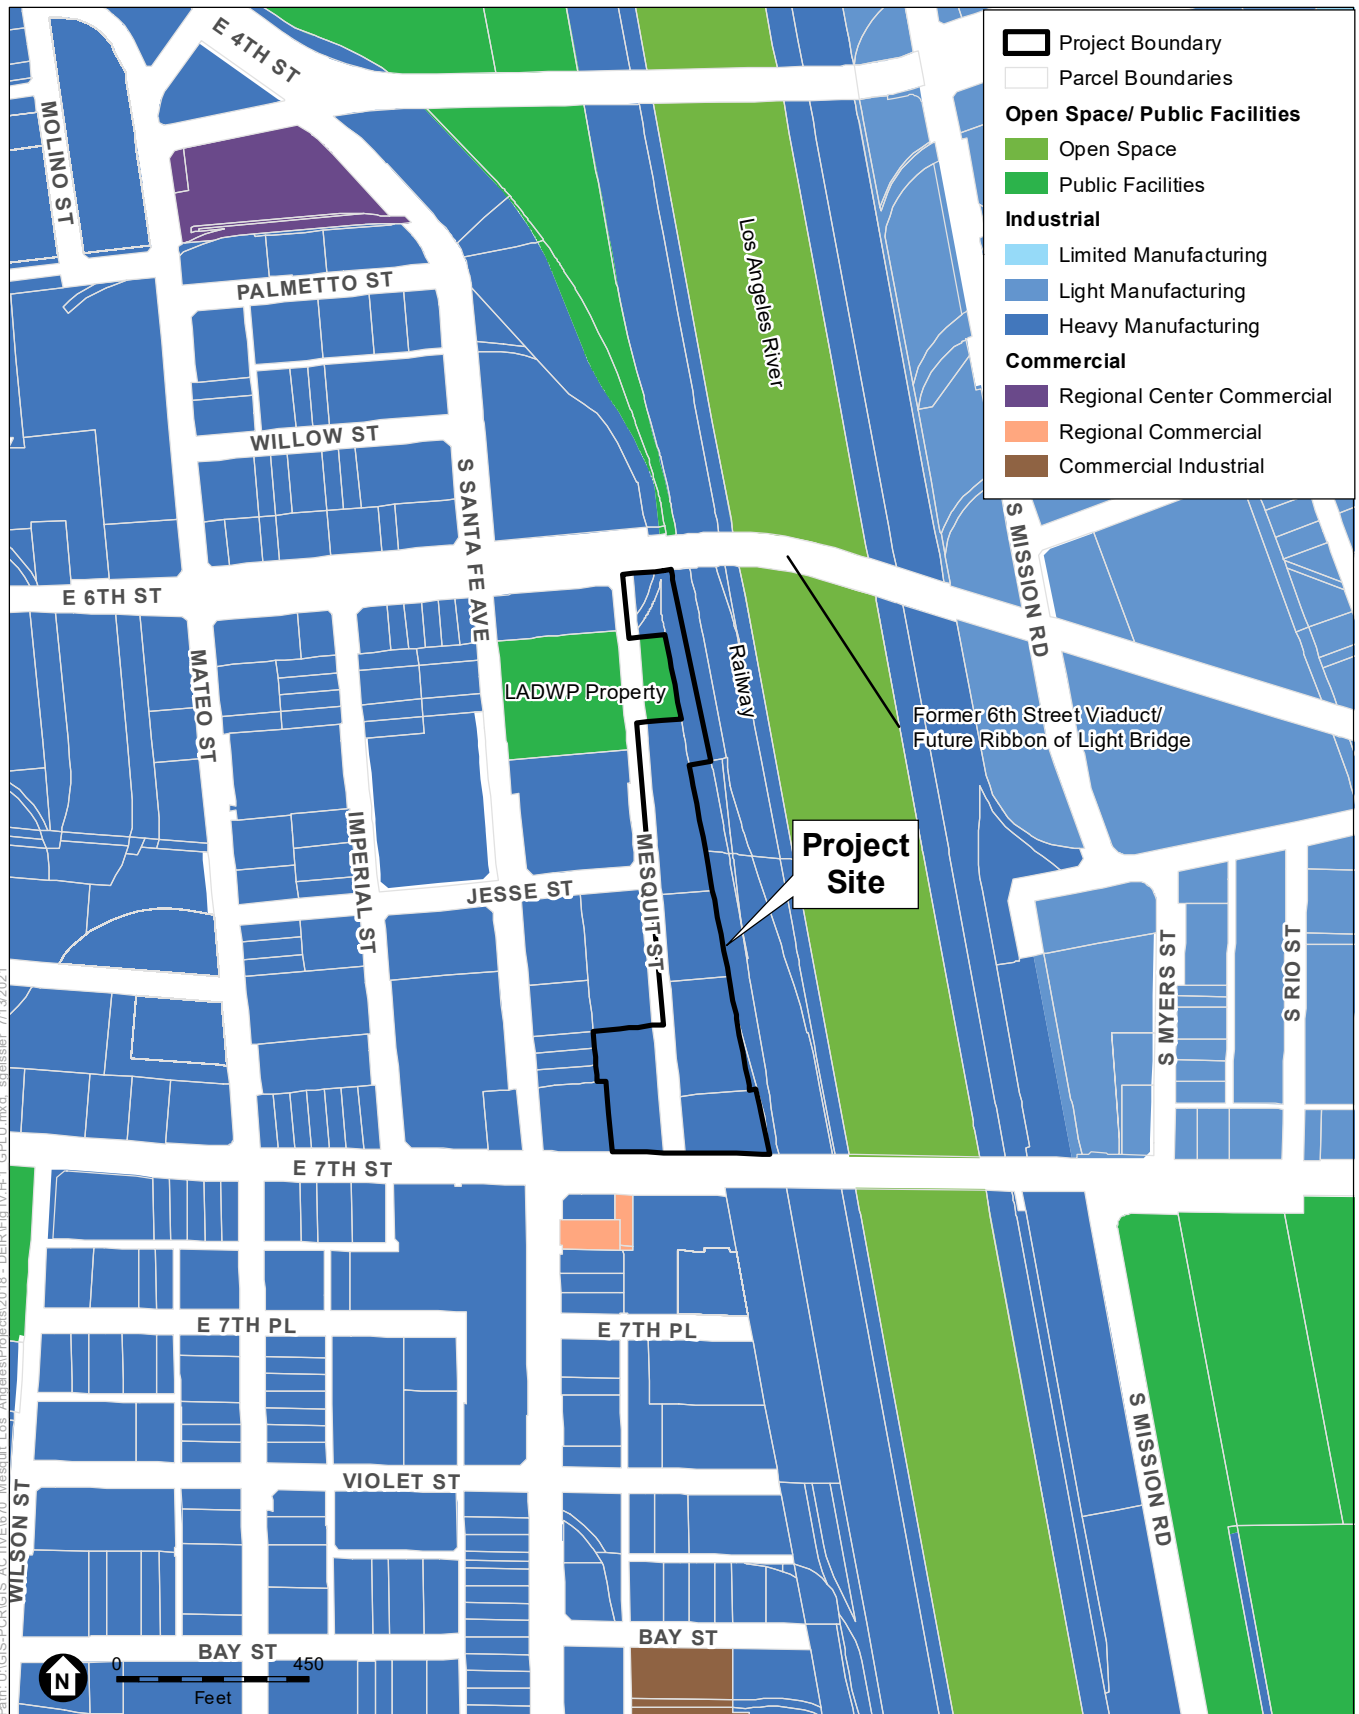 Project Boundary
Parcel Boundaries
Open Space/ Public Facilities
Open Space
Public Facilities
Industrial
Limited Manufacturing
Light Manufacturing
Heavy Manufacturing
Commercial
Regional Center Commercial
Regional Commercial
Commercial Industrial
E 4TH ST
MOLINO ST
PALMETTO ST
Los Angeles River
WILLOW ST
S SANTA FE AVE
S MISSION RD
E 6TH ST
MATEO ST
LADWP Property
Railway
Former 6th Street Viaduct/
Future Ribbon of Light Bridge
IMPERIAL ST
MESQUIT ST
Project
Site
JESSE ST
S MYERS ST
S RIO ST
E 7TH ST
E 7TH PL
E 7TH PL
S MISSION RD
VIOLET ST
WILSON ST
BAY ST
BAY ST
N
0 450
Feet